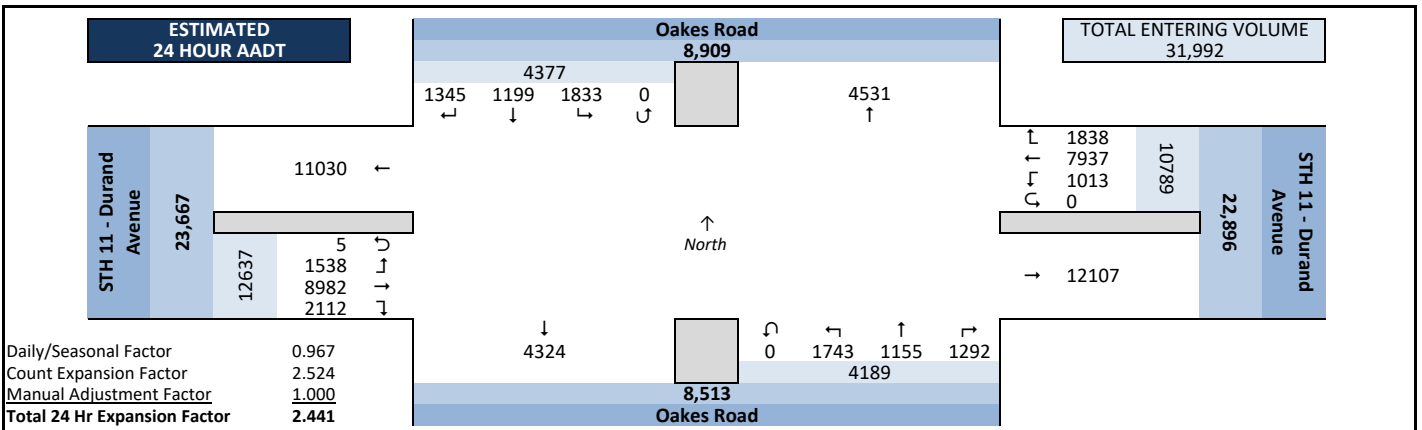 ESTIMATED
24 HOUR AADT
Oakes Road
8,909
TOTAL ENTERING VOLUME
31,992
4377
1345 1199 1833 0
↵ ↓ ↳ ↺
4531
↑
STH 11 - Durand
Avenue
23,667
11030 ←
12637
5 ⮌
1538 ⮥
8982 →
2112 ⮧
↑
North
↰ 1838
← 7937
↲ 1013
⮎ 0
10789
22,896
STH 11 - Durand
Avenue
→ 12107
↓
4324
↶ ↰ ↑ ↱
0 1743 1155 1292
4189
8,513
Oakes Road
Daily/Seasonal Factor 0.967
Count Expansion Factor 2.524
Manual Adjustment Factor 1.000
Total 24 Hr Expansion Factor 2.441